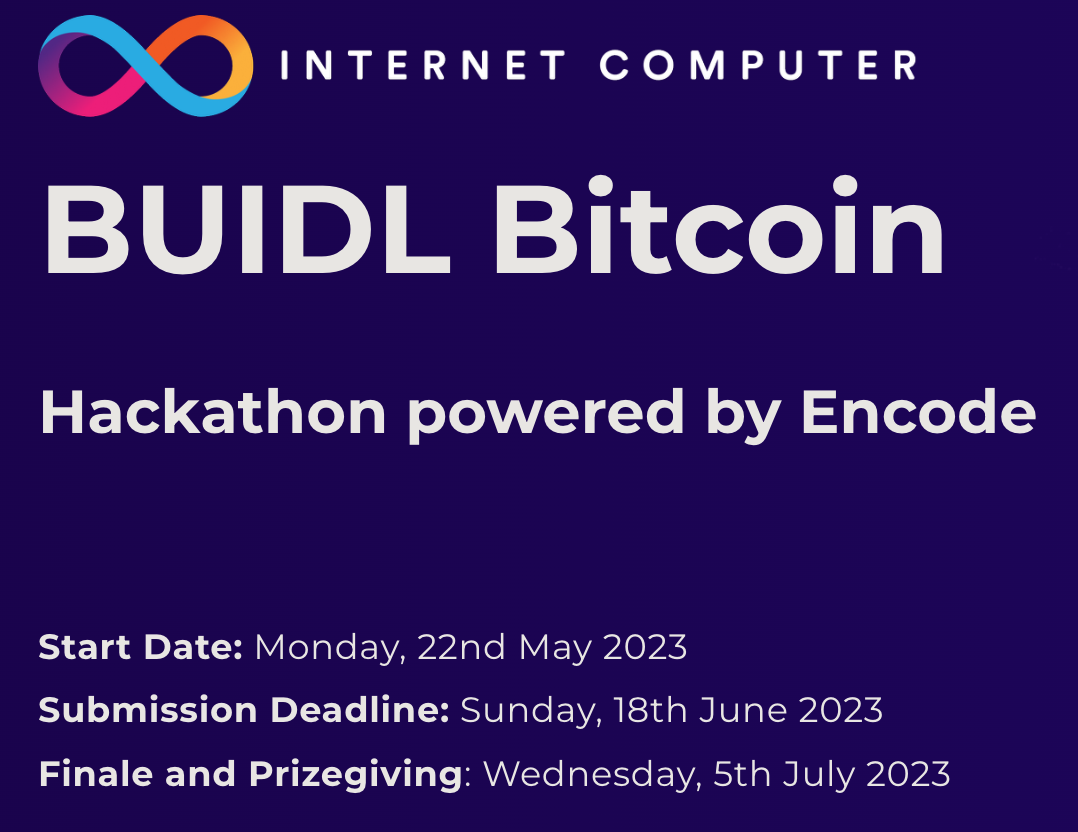 INTERNET COMPUTER
BUIDL Bitcoin
Hackathon powered by Encode
Start Date: Monday, 22nd May 2023
Submission Deadline: Sunday, 18th June 2023
Finale and Prizegiving: Wednesday, 5th July 2023